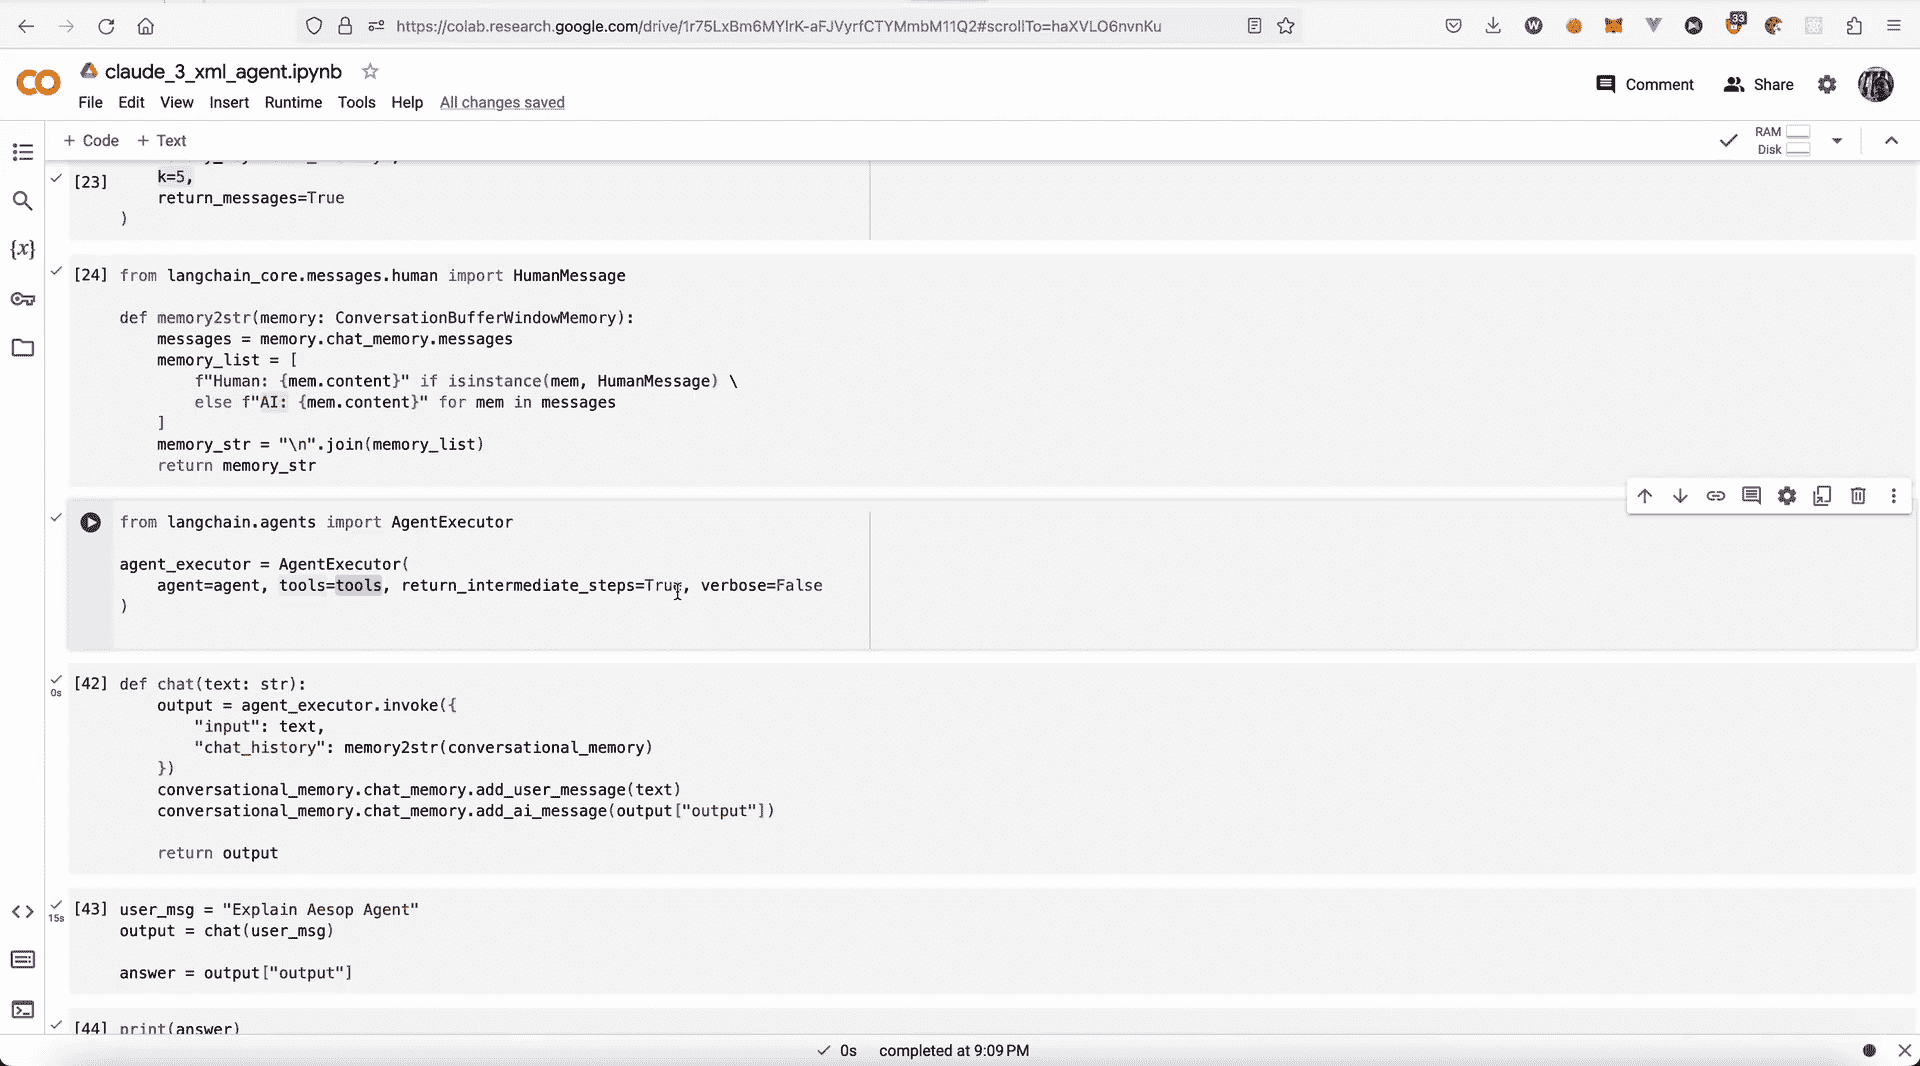 https://colab.research.google.com/drive/1r75LxBm6MYlrK-aFJVyrfCTYMmbM11Q2#scrollTo=haXVLO6nvnKu
33
claude_3_xml_agent.ipynb
Comment
Share
File Edit View Insert Runtime Tools Help All changes saved
+ Code + Text
RAM
Disk
{x}
[23]
k=5,
return_messages=True
)
[24] from langchain_core.messages.human import HumanMessage
def memory2str(memory: ConversationBufferWindowMemory):
messages = memory.chat_memory.messages
memory_list = [
f"Human: {mem.content}" if isinstance(mem, HumanMessage) \
else f"AI: {mem.content}" for mem in messages
]
memory_str = "\n".join(memory_list)
return memory_str
from langchain.agents import AgentExecutor
agent_executor = AgentExecutor(
agent=agent, tools=tools, return_intermediate_steps=True, verbose=False
)
0s
[42] def chat(text: str):
output = agent_executor.invoke({
"input": text,
"chat_history": memory2str(conversational_memory)
})
conversational_memory.chat_memory.add_user_message(text)
conversational_memory.chat_memory.add_ai_message(output["output"])
return output
15s
[43] user_msg = "Explain Aesop Agent"
output = chat(user_msg)
answer = output["output"]
[44] print(answer)
0s completed at 9:09 PM